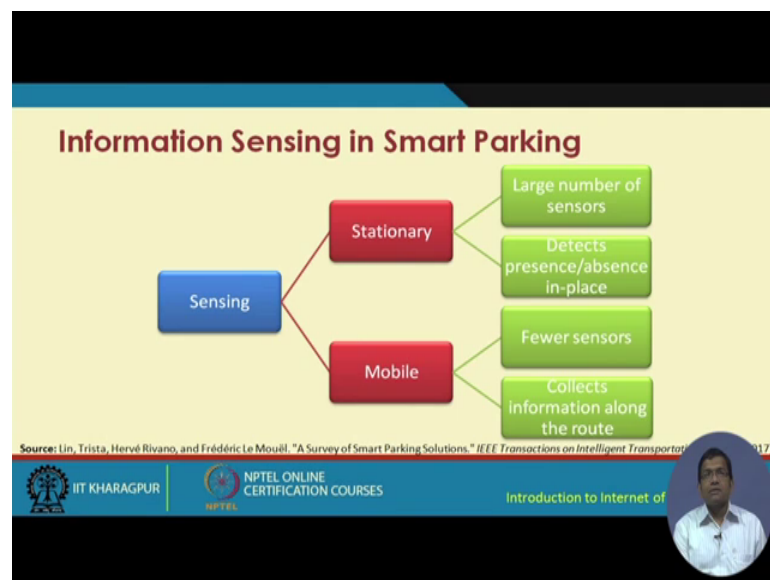 Information Sensing in Smart Parking
Large number of
sensors
Stationary
Detects
presence/absence
in-place
Sensing
Fewer sensors
Mobile
Collects
information along
the route
Source: Lin, Trista, Hervé Rivano, and Frédéric Le Mouël. "A Survey of Smart Parking Solutions." IEEE Transactions on Intelligent Transportati 017
IIT KHARAGPUR
NPTEL ONLINE
CERTIFICATION COURSES
NPTEL
Introduction to Internet of